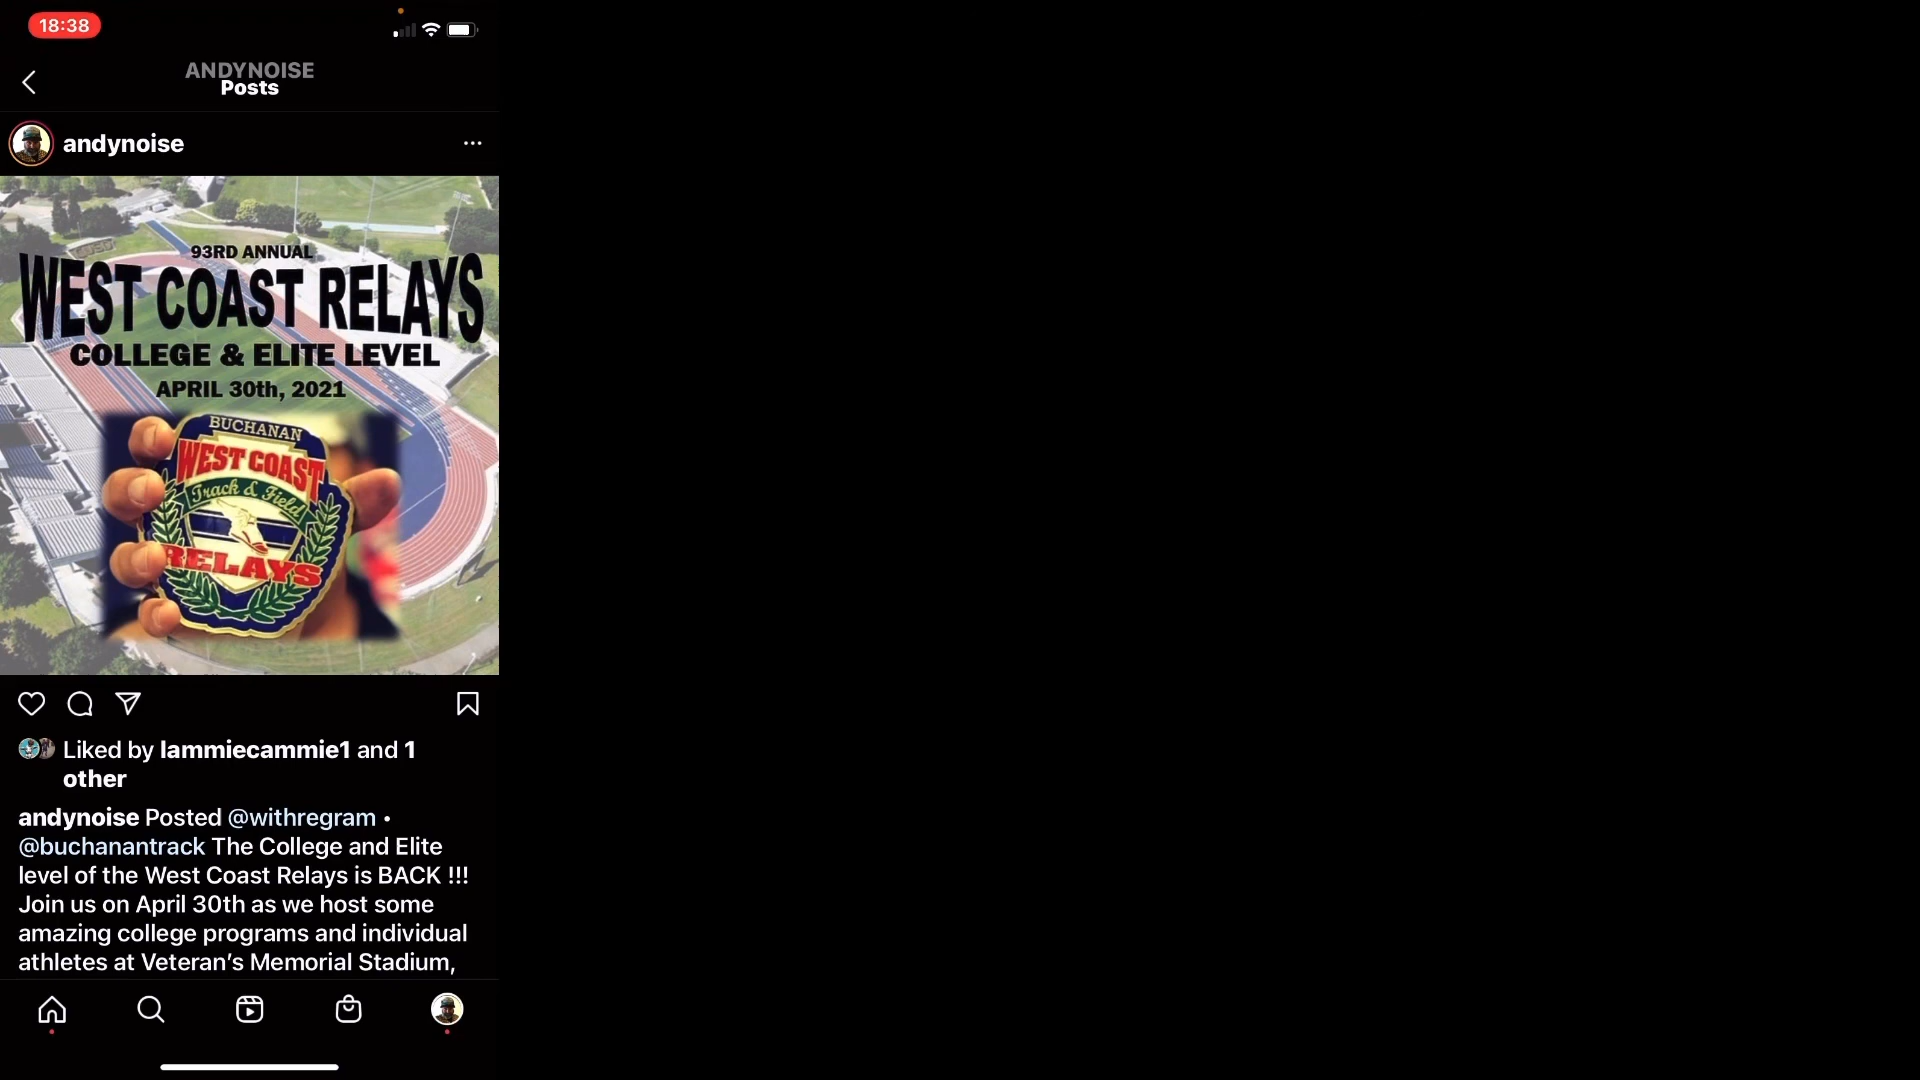 18:38
ANDYNOISE
Posts
andynoise
93RD ANNUAL
WEST COAST RELAYS
COLLEGE & ELITE LEVEL
APRIL 30th, 2021
BUCHANAN
WEST COAST
Track & Field
RELAYS
Liked by lammiecammie1 and 1
other
andynoise Posted @withregram •
@buchanantrack The College and Elite
level of the West Coast Relays is BACK !!!
Join us on April 30th as we host some
amazing college programs and individual
athletes at Veteran’s Memorial Stadium,